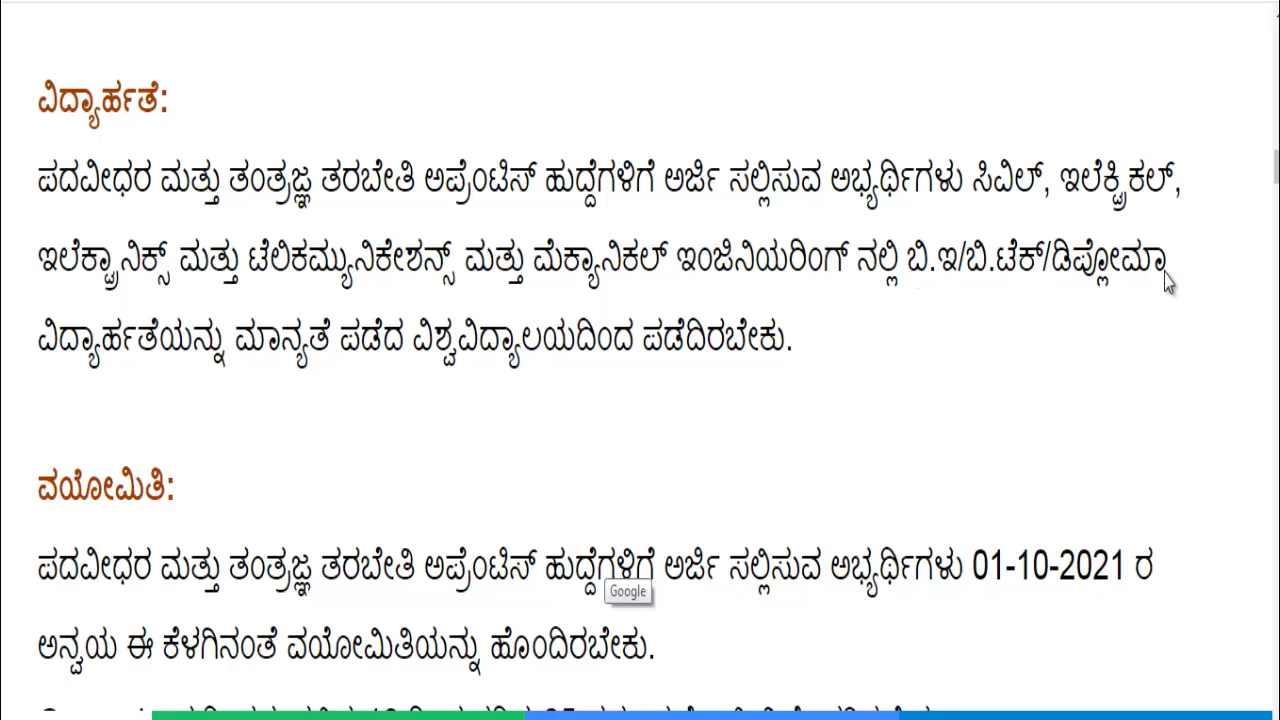 ವಿದ್ಯಾರ್ಹತೆ:
ಪದವೀಧರ ಮತ್ತು ತಂತ್ರಜ್ಞ ತರಬೇತಿ ಅಪ್ರೆಂಟಿಸ್ ಹುದ್ದೆಗಳಿಗೆ ಅರ್ಜಿ ಸಲ್ಲಿಸುವ ಅಭ್ಯರ್ಥಿಗಳು ಸಿವಿಲ್, ಇಲೆಕ್ಟ್ರಿಕಲ್,
ಇಲೆಕ್ಟ್ರಾನಿಕ್ಸ್ ಮತ್ತು ಟೆಲಿಕಮ್ಯುನಿಕೇಶನ್ಸ್ ಮತ್ತು ಮೆಕ್ಯಾನಿಕಲ್ ಇಂಜಿನಿಯರಿಂಗ್ ನಲ್ಲಿ ಬಿ.ಇ/ಬಿ.ಟೆಕ್/ಡಿಪ್ಲೋಮಾ
ವಿದ್ಯಾರ್ಹತೆಯನ್ನು ಮಾನ್ಯತೆ ಪಡೆದ ವಿಶ್ವವಿದ್ಯಾಲಯದಿಂದ ಪಡೆದಿರಬೇಕು.
ವಯೋಮಿತಿ:
ಪದವೀಧರ ಮತ್ತು ತಂತ್ರಜ್ಞ ತರಬೇತಿ ಅಪ್ರೆಂಟಿಸ್ ಹುದ್ದೆಗಳಿಗೆ ಅರ್ಜಿ ಸಲ್ಲಿಸುವ ಅಭ್ಯರ್ಥಿಗಳು 01-10-2021 ರ
Google
ಅನ್ವಯ ಈ ಕೆಳಗಿನಂತೆ ವಯೋಮಿತಿಯನ್ನು ಹೊಂದಿರಬೇಕು.